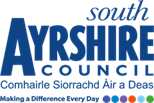 south
AYRSHIRE
COUNCIL
Comhairle Siorrachd Àir a Deas
Making a Difference Every Day